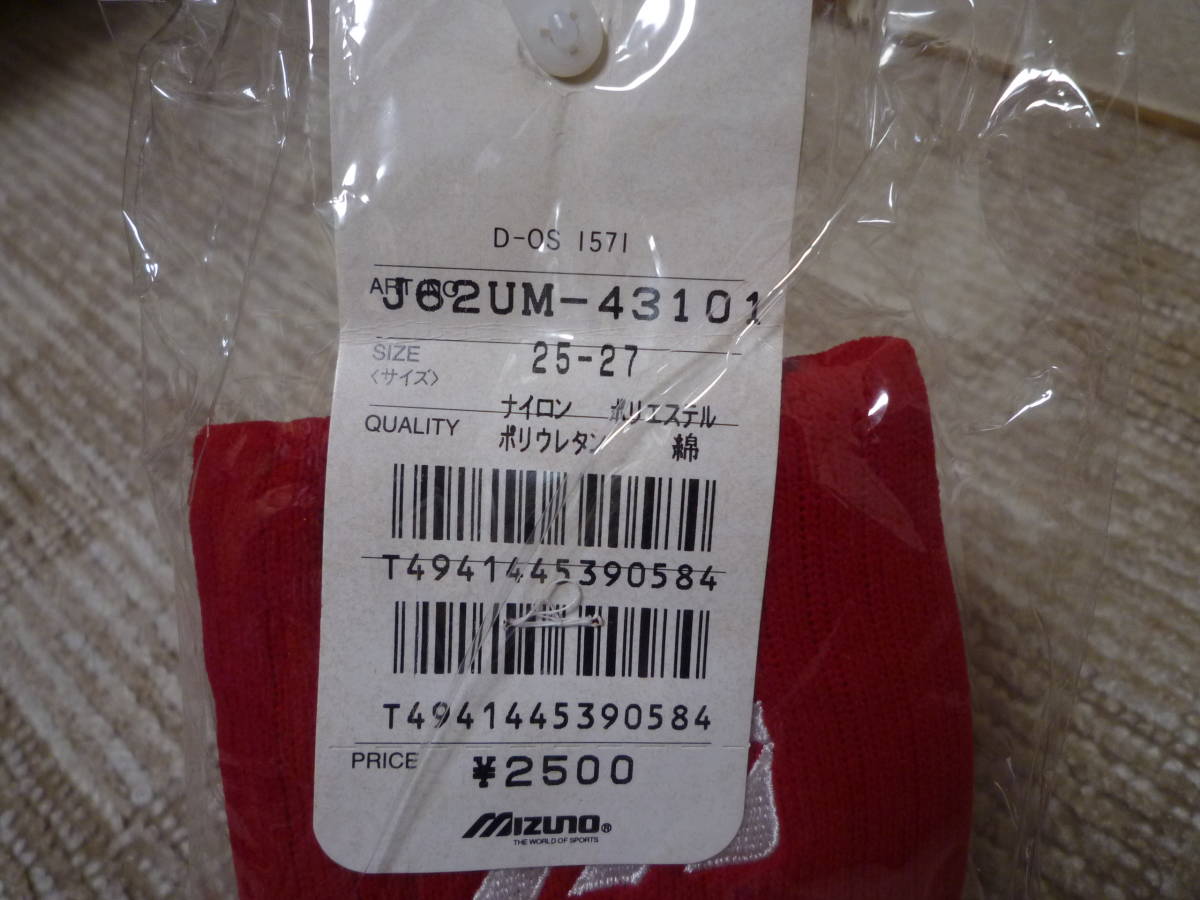 D-OS 1571
ART NO. J62UM-43101
SIZE 25-27
〈サイズ〉
ナイロン ポリエステル
QUALITY ポリウレタン 綿
T4941445390584
T4941445390584
PRICE ¥2500
MIZUNO®
THE WORLD OF SPORTS